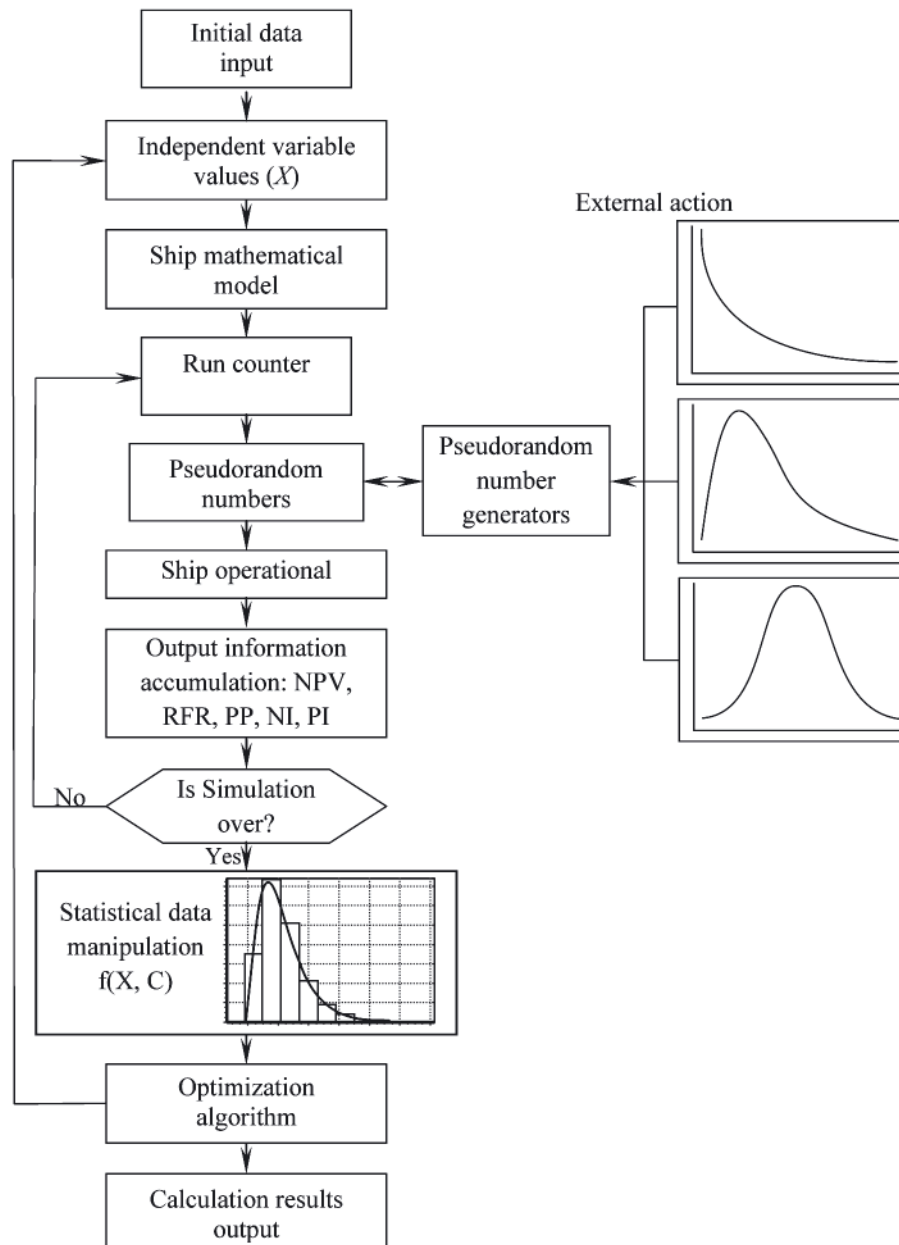 Initial data
input
Independent variable
values (X)
External action
Ship mathematical
model
Run counter
Pseudorandom
numbers
Pseudorandom
number
generators
Ship operational
Output information
accumulation: NPV,
RFR, PP, NI, PI
No
Is Simulation
over?
Yes
Statistical data
manipulation
f(X, C)
Optimization
algorithm
Calculation results
output